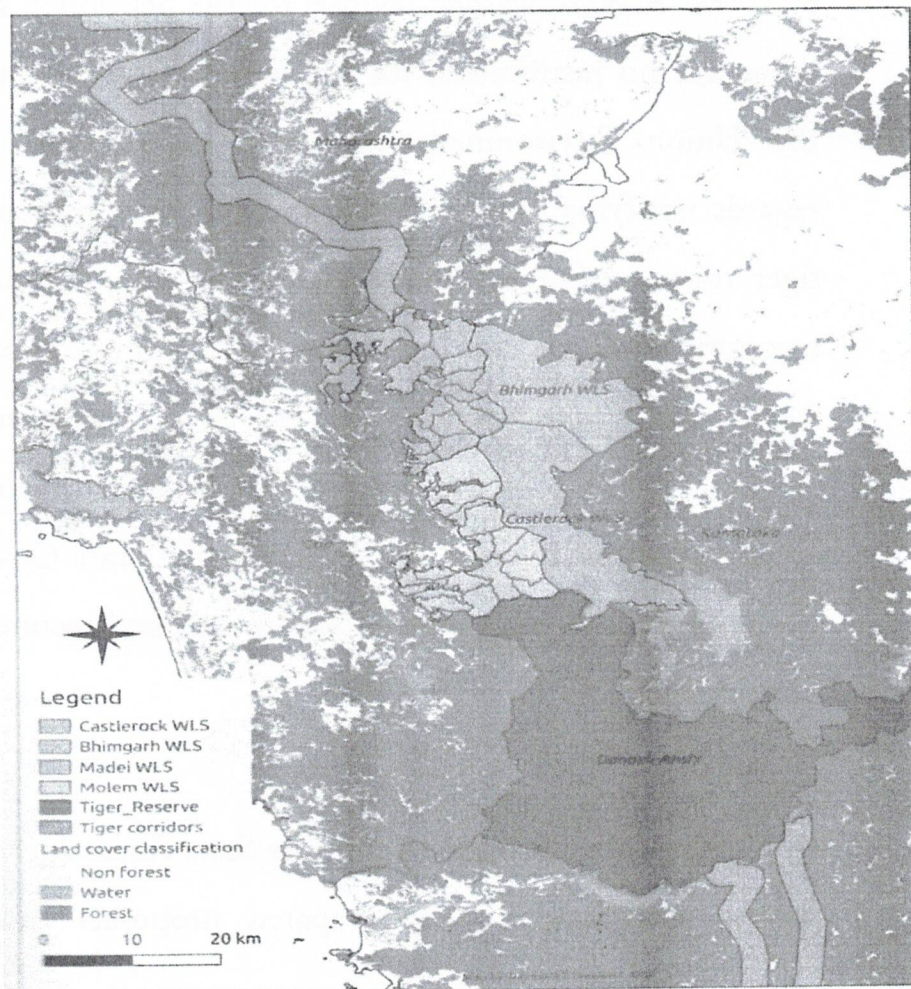 Maharashtra
Bhimgarh WLS
Castlerock WLS
Karnataka
Legend
Castlerock WLS
Bhimgarh WLS
Madei WLS
Molem WLS
Tiger_Reserve
Tiger corridors
Land cover classification
Non forest
Water
Forest
0 10 20 km